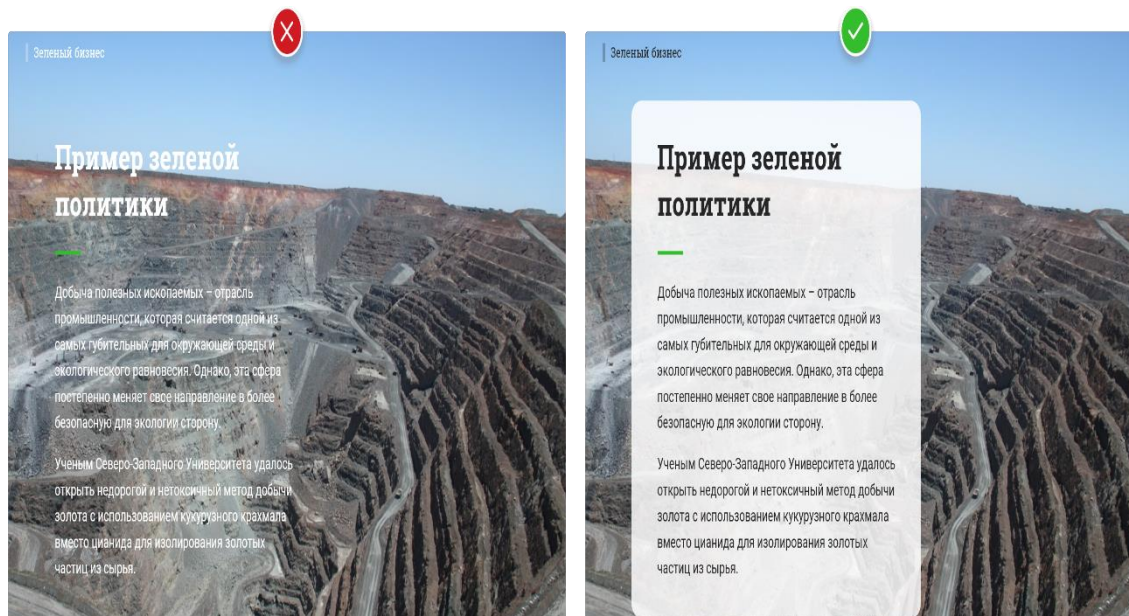 Зеленый бизнес
Пример зеленой
политики
Добыча полезных ископаемых – отрасль
промышленности, которая считается одной из
самых губительных для окружающей среды и
экологического равновесия. Однако, эта сфера
постепенно меняет свое направление в более
безопасную для экологии сторону.
Ученым Северо-Западного Университета удалось
открыть недорогой и нетоксичный метод добычи
золота с использованием кукурузного крахмала
вместо цианида для изолирования золотых
частиц из сырья.
Зеленый бизнес
Пример зеленой
политики
Добыча полезных ископаемых – отрасль
промышленности, которая считается одной из
самых губительных для окружающей среды и
экологического равновесия. Однако, эта сфера
постепенно меняет свое направление в более
безопасную для экологии сторону.
Ученым Северо-Западного Университета удалось
открыть недорогой и нетоксичный метод добычи
золота с использованием кукурузного крахмала
вместо цианида для изолирования золотых
частиц из сырья.